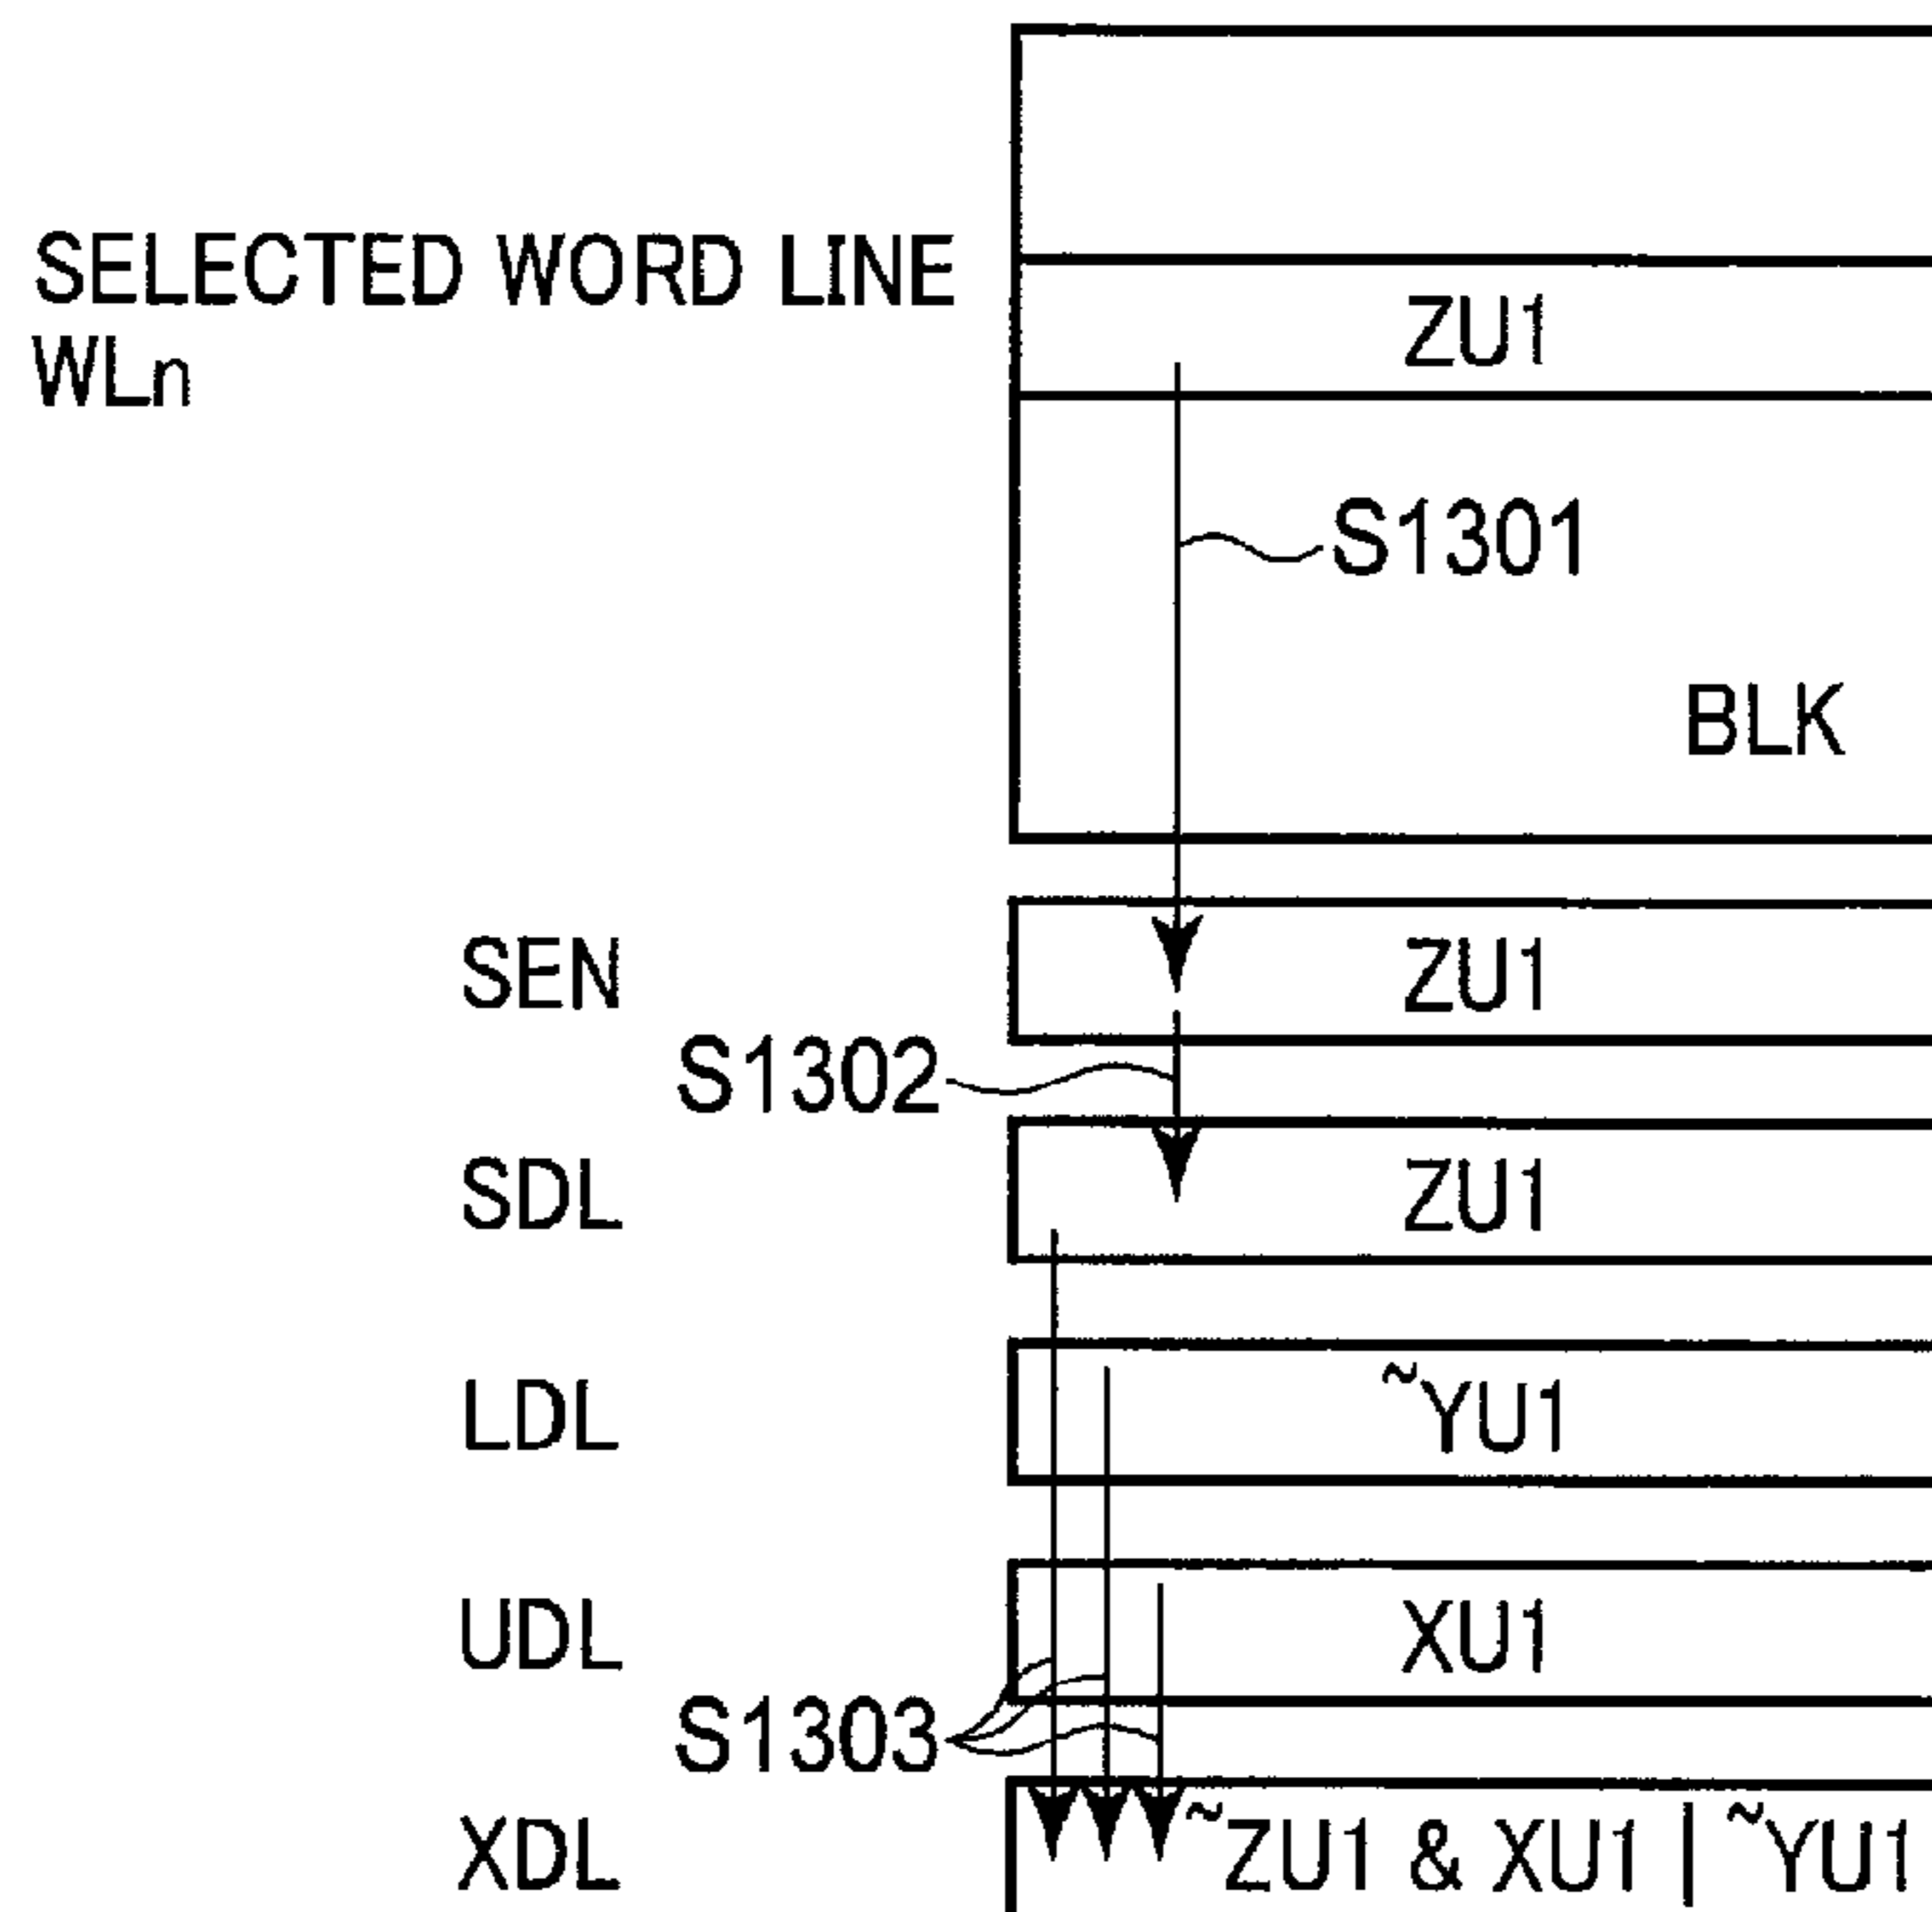 SELECTED WORD LINE
WLn
ZU1
S1301
BLK
SEN
ZU1
S1302
SDL
ZU1
LDL
~YU1
UDL
XU1
S1303
XDL
~ZU1 & XU1 | ~YU1